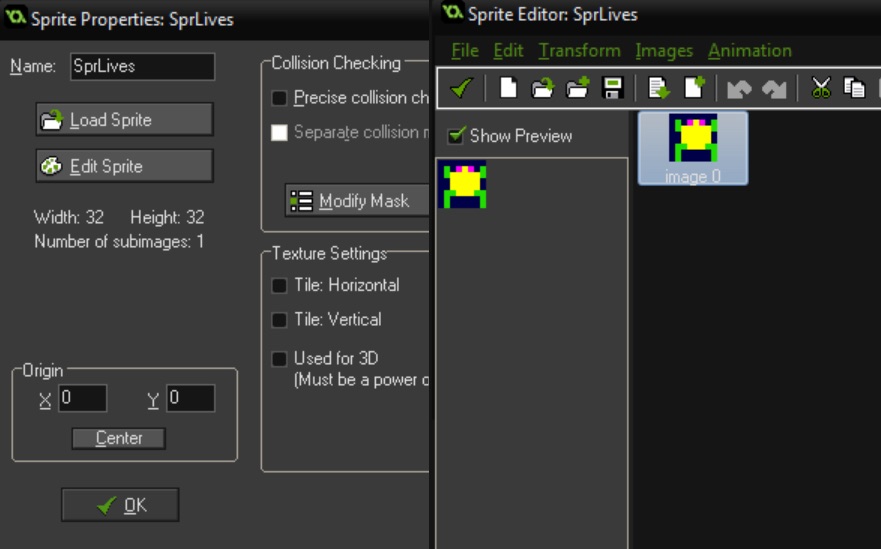 Sprite Properties: SprLives
Name: SprLives
Load Sprite
Edit Sprite
Width: 32 Height: 32
Number of subimages: 1
Origin
X 0 Y 0
Center
OK
Collision Checking
Precise collision ch
Separate collision
Modify Mask
Texture Settings
Tile: Horizontal
Tile: Vertical
Used for 3D
(Must be a power o
Sprite Editor: SprLives
File Edit Transform Images Animation
Show Preview
image 0